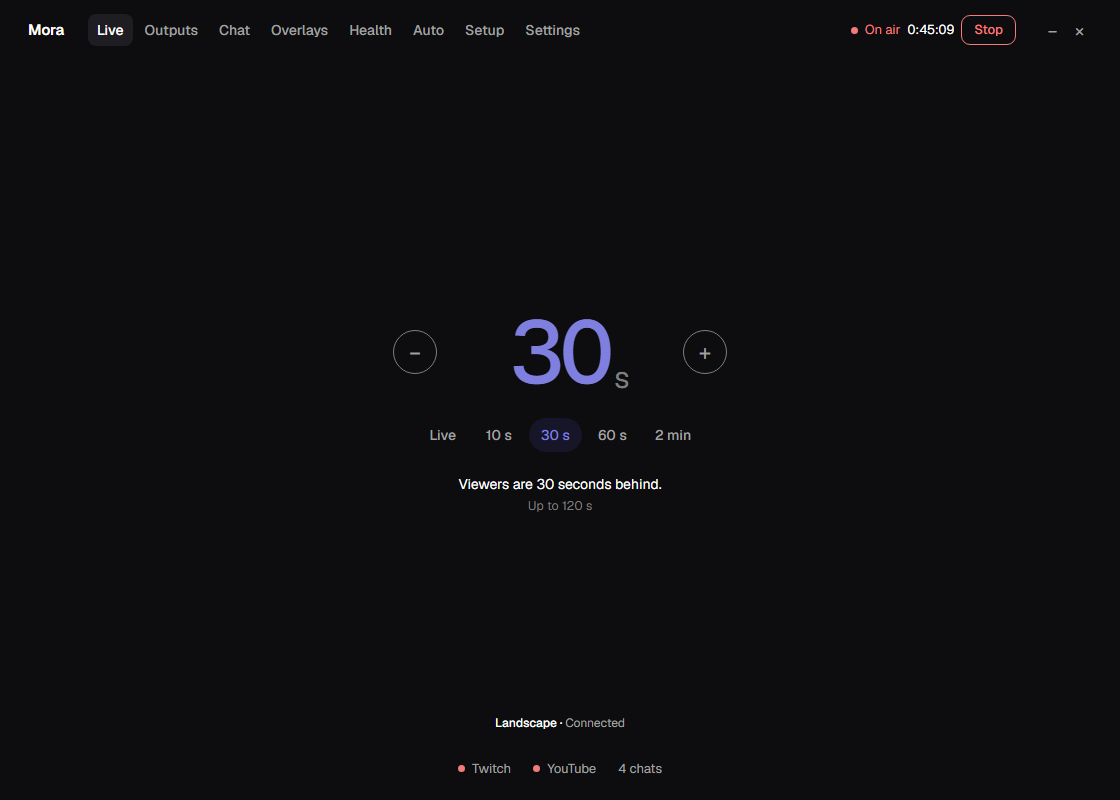 Mora Live Outputs Chat Overlays Health Auto Setup Settings On air 0:45:09 Stop
− 30 s +
Live 10 s 30 s 60 s 2 min
Viewers are 30 seconds behind.
Up to 120 s
Landscape · Connected
Twitch YouTube 4 chats